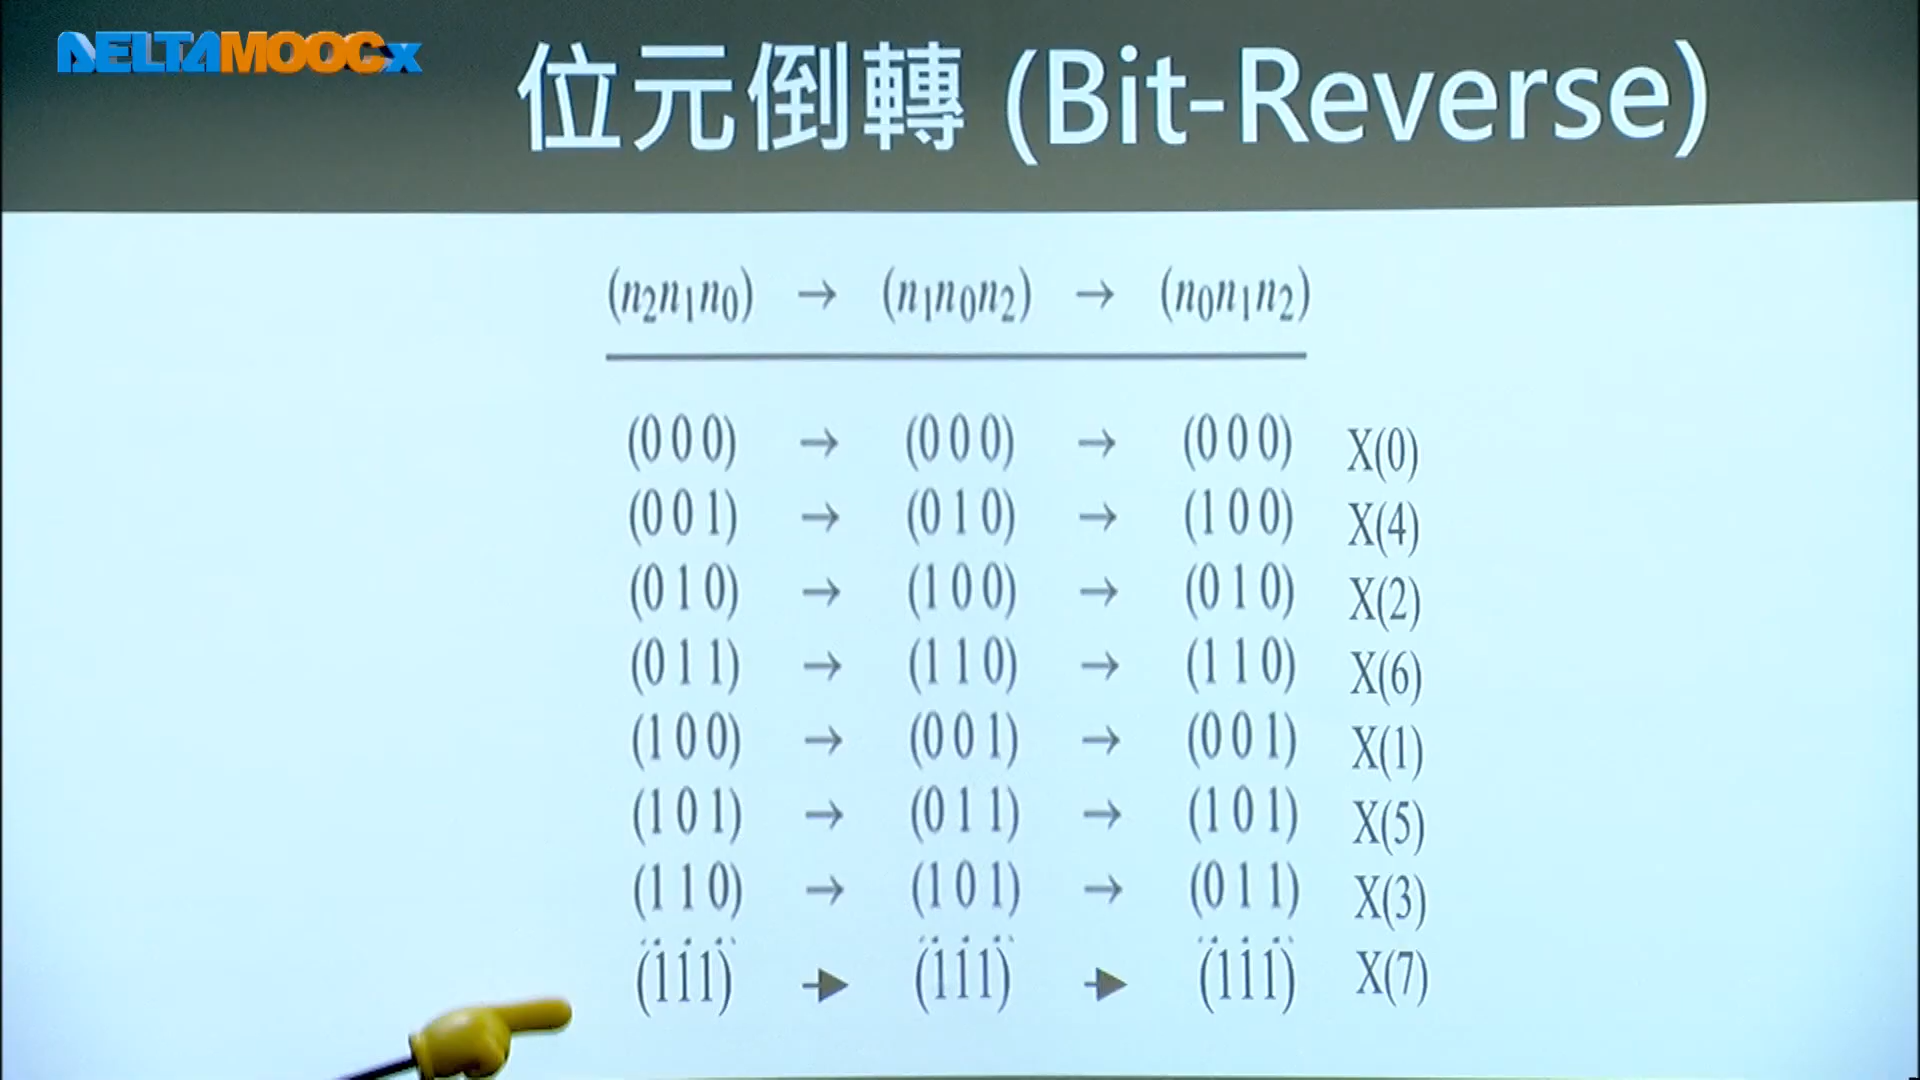 DELTAMOOCx
位元倒轉 (Bit-Reverse)
(n₂n₁n₀) → (n₁n₀n₂) → (n₀n₁n₂)
(0 0 0) → (0 0 0) → (0 0 0) X(0)
(0 0 1) → (0 1 0) → (1 0 0) X(4)
(0 1 0) → (1 0 0) → (0 1 0) X(2)
(0 1 1) → (1 1 0) → (1 1 0) X(6)
(1 0 0) → (0 0 1) → (0 0 1) X(1)
(1 0 1) → (0 1 1) → (1 0 1) X(5)
(1 1 0) → (1 0 1) → (0 1 1) X(3)
(1 1 1) → (1 1 1) → (1 1 1) X(7)